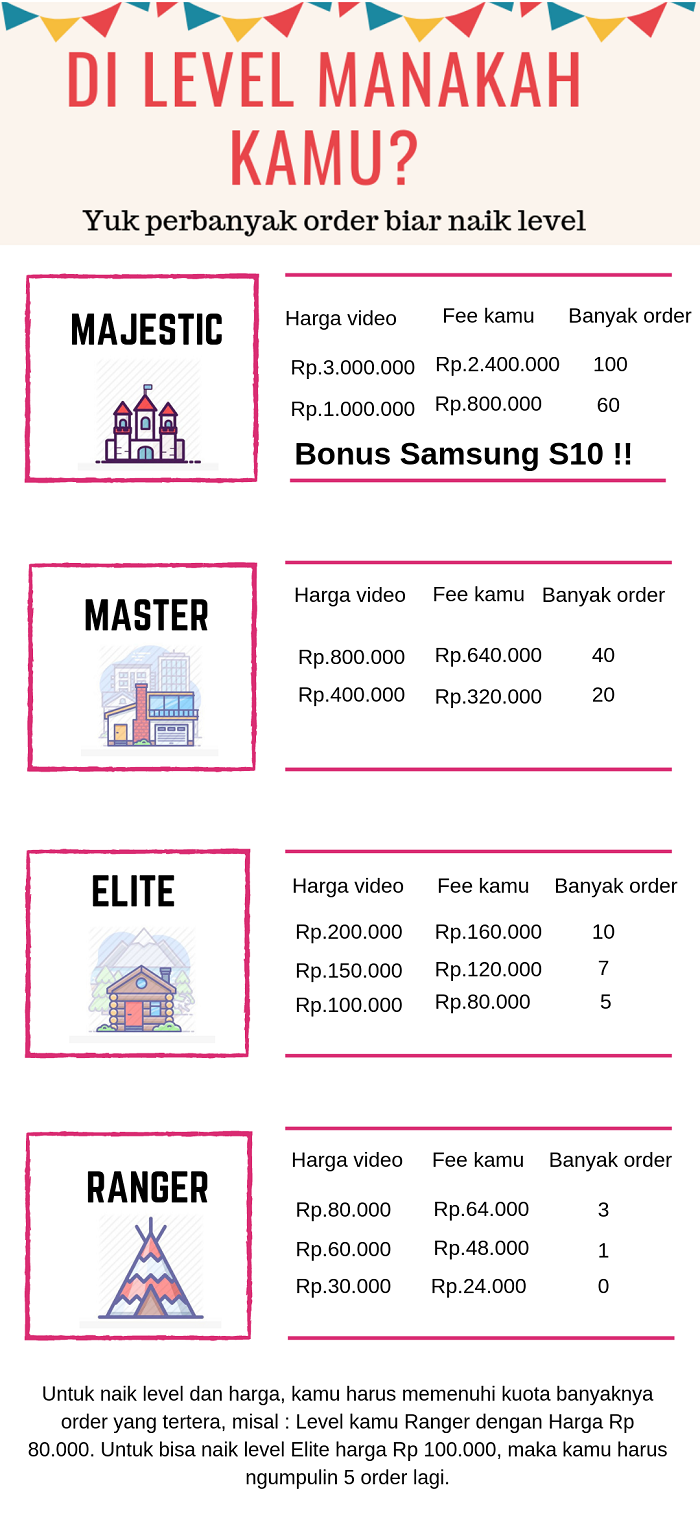 DI LEVEL MANAKAH
KAMU?
Yuk perbanyak order biar naik level
MAJESTIC
Harga video Fee kamu Banyak order
Rp.3.000.000 Rp.2.400.000 100
Rp.1.000.000 Rp.800.000 60
Bonus Samsung S10 !!
MASTER
Harga video Fee kamu Banyak order
Rp.800.000 Rp.640.000 40
Rp.400.000 Rp.320.000 20
ELITE
Harga video Fee kamu Banyak order
Rp.200.000 Rp.160.000 10
Rp.150.000 Rp.120.000 7
Rp.100.000 Rp.80.000 5
RANGER
Harga video Fee kamu Banyak order
Rp.80.000 Rp.64.000 3
Rp.60.000 Rp.48.000 1
Rp.30.000 Rp.24.000 0
Untuk naik level dan harga, kamu harus memenuhi kuota banyaknya
order yang tertera, misal : Level kamu Ranger dengan Harga Rp
80.000. Untuk bisa naik level Elite harga Rp 100.000, maka kamu harus
ngumpulin 5 order lagi.